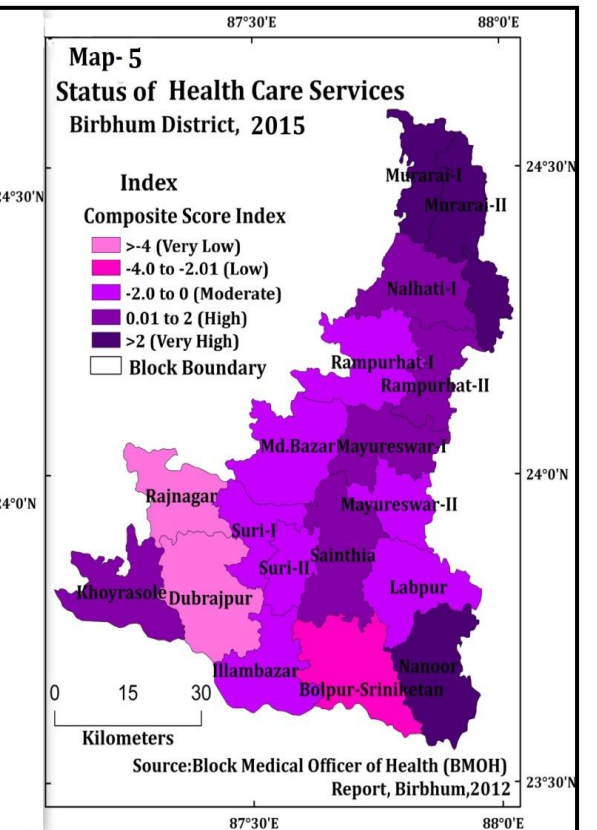 87°30'E 88°0'E
Map- 5
Status of Health Care Services
Birbhum District, 2015
24°30'N
24°30'N
Index
Composite Score Index
>-4 (Very Low)
-4.0 to -2.01 (Low)
-2.0 to 0 (Moderate)
0.01 to 2 (High)
>2 (Very High)
Block Boundary
Murarai-I
Murarai-II
Nalhati-I
Rampurhat-I
Rampurhat-II
Md.Bazar
Mayureswar-I
24°0'N
24°0'N
Rajnagar
Mayureswar-II
Suri-I
Sainthia
Suri-II
Labpur
Khoyrasole
Dubrajpur
Illambazar
Nanoor
Bolpur-Sriniketan
0 15 30
Kilometers
Source:Block Medical Officer of Health (BMOH)
Report, Birbhum,2012
23°30'N
87°30'E 88°0'E